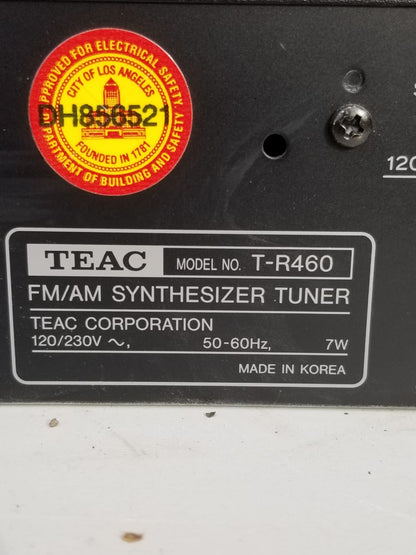 APPROVED FOR ELECTRICAL SAFETY
CITY OF LOS ANGELES
DH856521
FOUNDED IN 1781
DEPARTMENT OF BUILDING AND SAFETY
120
TEAC MODEL NO. T-R460
FM/AM SYNTHESIZER TUNER
TEAC CORPORATION
120/230V ∼, 50-60Hz, 7W
MADE IN KOREA